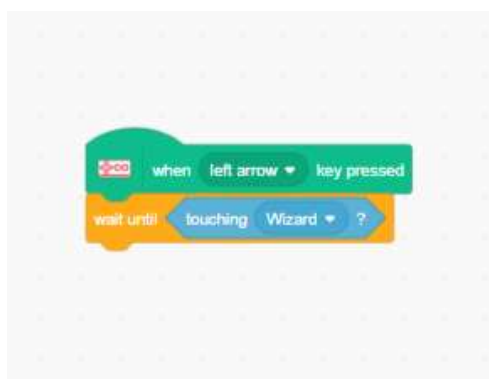 when left arrow key pressed
wait until touching Wizard ?